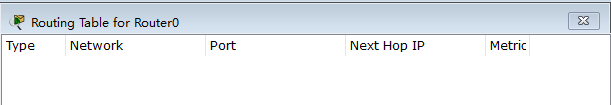 Routing Table for Router0
Type Network Port Next Hop IP Metric